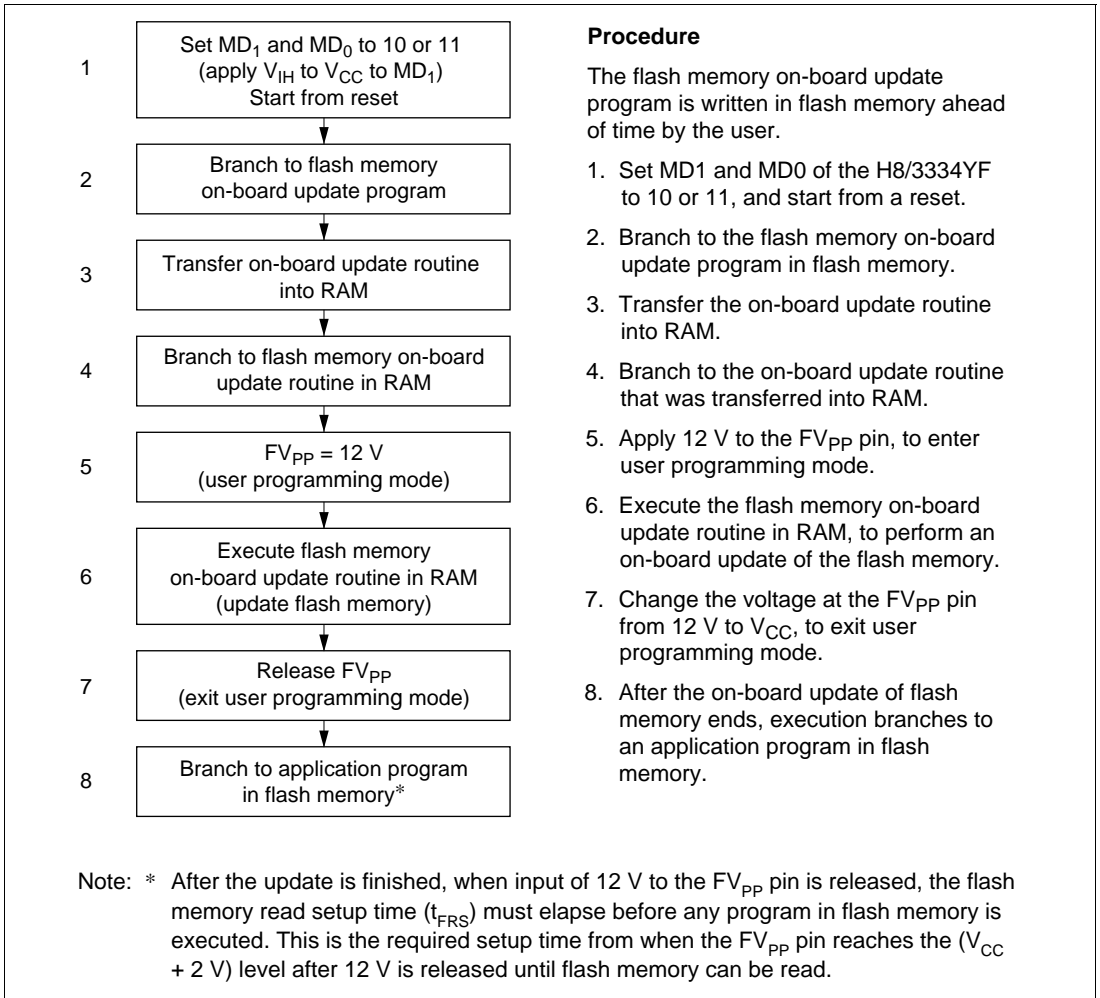 1
Set MD1 and MD0 to 10 or 11
(apply VIH to VCC to MD1)
Start from reset
2
Branch to flash memory
on-board update program
3
Transfer on-board update routine
into RAM
4
Branch to flash memory on-board
update routine in RAM
5
FVPP = 12 V
(user programming mode)
6
Execute flash memory
on-board update routine in RAM
(update flash memory)
7
Release FVPP
(exit user programming mode)
8
Branch to application program
in flash memory*
Procedure
The flash memory on-board update
program is written in flash memory ahead
of time by the user.
1. Set MD1 and MD0 of the H8/3334YF
to 10 or 11, and start from a reset.
2. Branch to the flash memory on-board
update program in flash memory.
3. Transfer the on-board update routine
into RAM.
4. Branch to the on-board update routine
that was transferred into RAM.
5. Apply 12 V to the FVPP pin, to enter
user programming mode.
6. Execute the flash memory on-board
update routine in RAM, to perform an
on-board update of the flash memory.
7. Change the voltage at the FVPP pin
from 12 V to VCC, to exit user
programming mode.
8. After the on-board update of flash
memory ends, execution branches to
an application program in flash
memory.
Note: * After the update is finished, when input of 12 V to the FVPP pin is released, the flash
memory read setup time (tFRS) must elapse before any program in flash memory is
executed. This is the required setup time from when the FVPP pin reaches the (VCC
+ 2 V) level after 12 V is released until flash memory can be read.